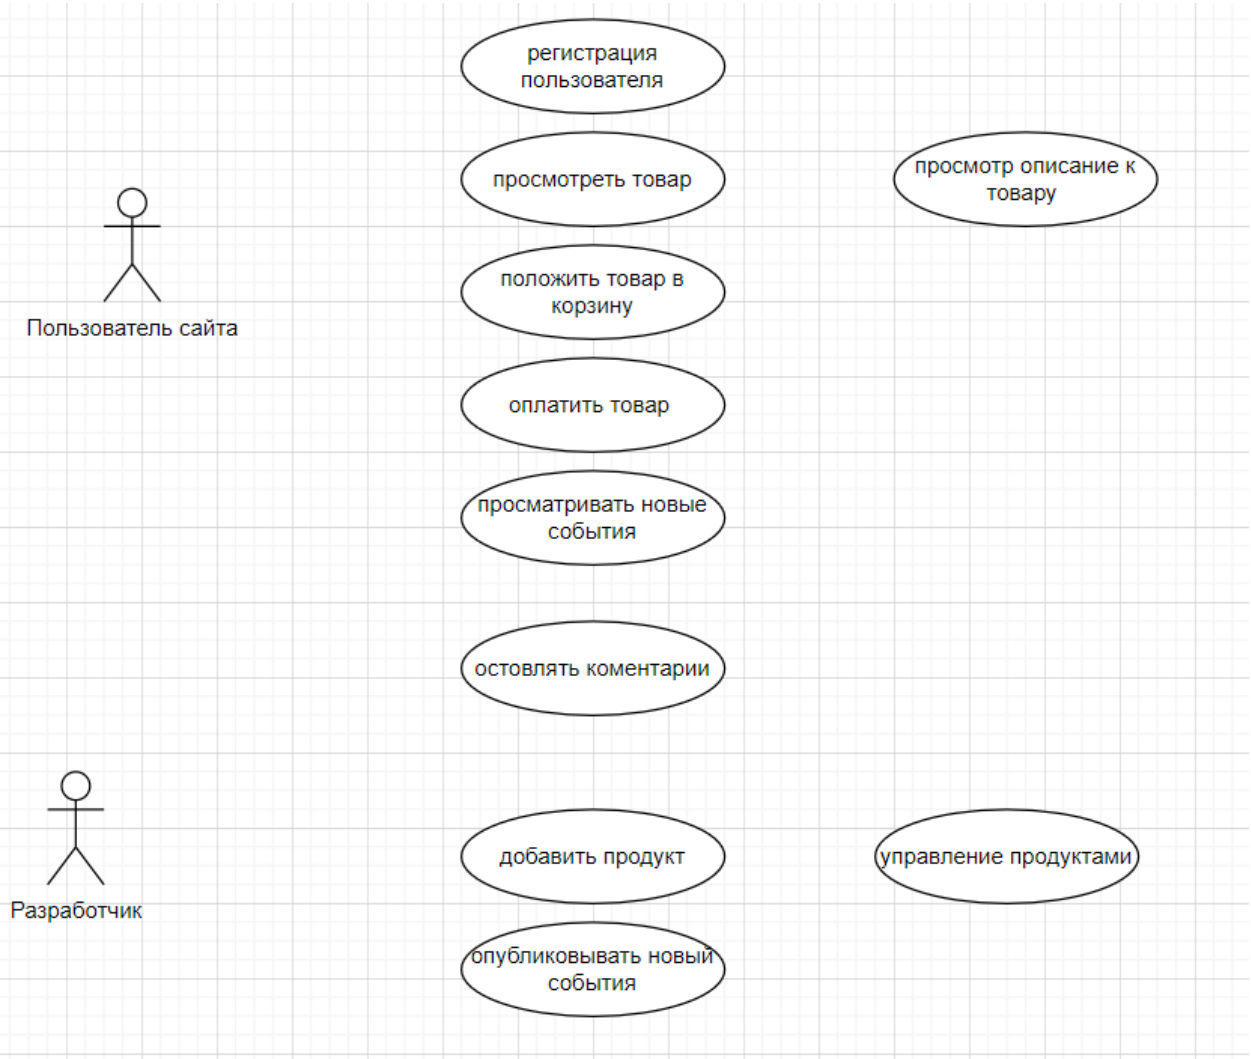 регистрация
пользователя
просмотреть товар
просмотр описание к
товару
положить товар в
корзину
Пользователь сайта
оплатить товар
просматривать новые
события
остовлять коментарии
добавить продукт
управление продуктами
Разработчик
опубликовывать новый
события